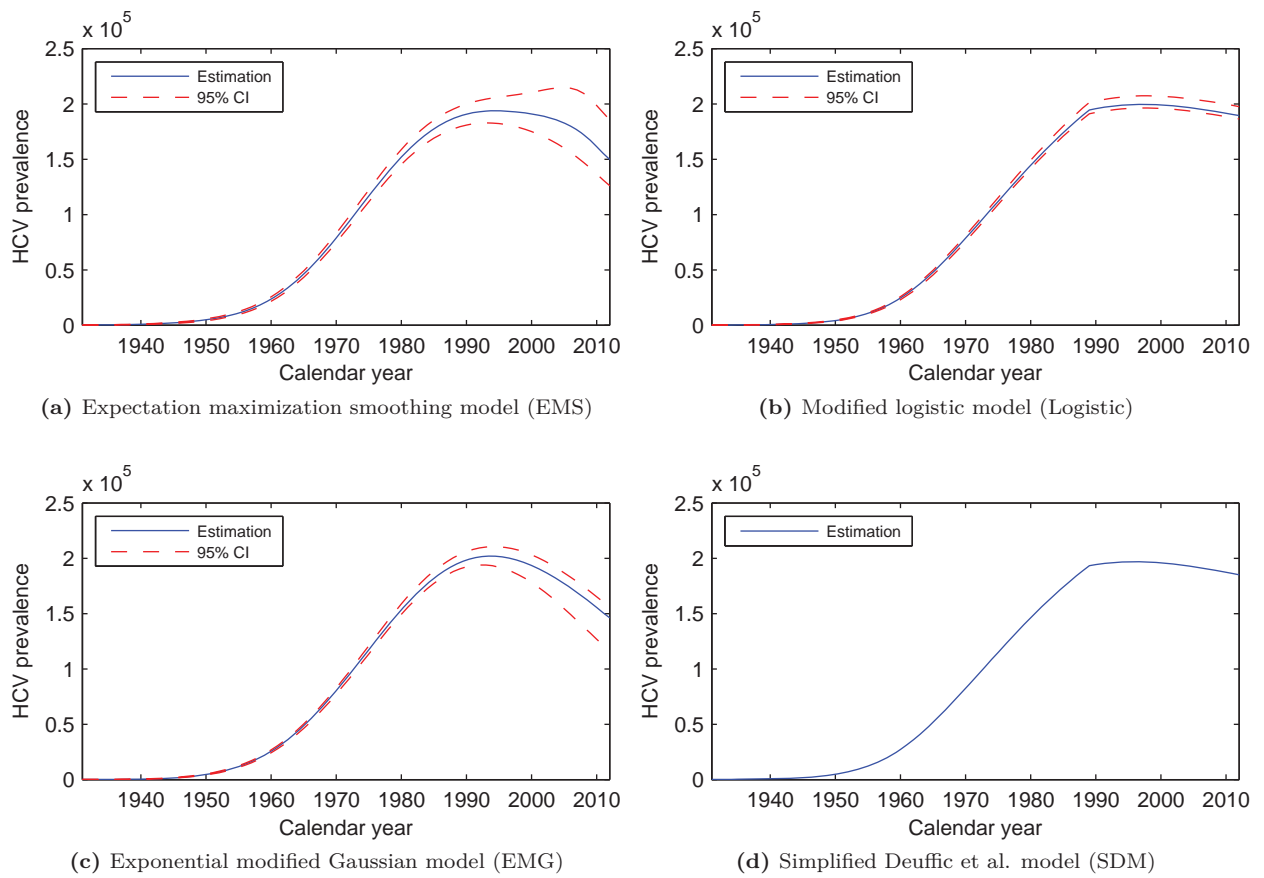 x 10^5
2.5
2
1.5
1
0.5
0
HCV prevalence
Estimation
95% CI
1940 1950 1960 1970 1980 1990 2000 2010
Calendar year
(a) Expectation maximization smoothing model (EMS)
x 10^5
2.5
2
1.5
1
0.5
0
HCV prevalence
Estimation
95% CI
1940 1950 1960 1970 1980 1990 2000 2010
Calendar year
(b) Modified logistic model (Logistic)
x 10^5
2.5
2
1.5
1
0.5
0
HCV prevalence
Estimation
95% CI
1940 1950 1960 1970 1980 1990 2000 2010
Calendar year
(c) Exponential modified Gaussian model (EMG)
x 10^5
2.5
2
1.5
1
0.5
0
HCV prevalence
Estimation
1940 1950 1960 1970 1980 1990 2000 2010
Calendar year
(d) Simplified Deuffic et al. model (SDM)